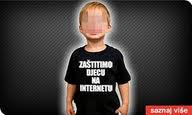 ZAŠTITIMO
DJECU
NA
INTERNETU
saznaj više